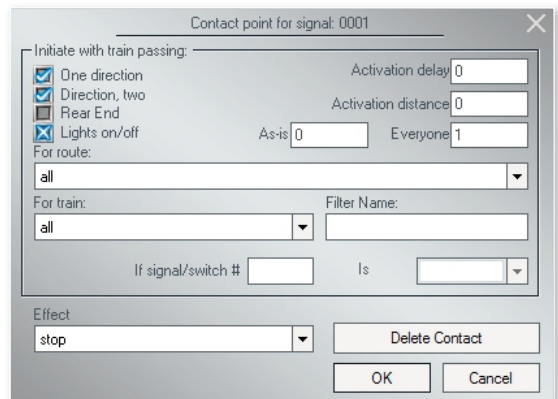 Contact point for signal: 0001
Initiate with train passing:
One direction
Activation delay 0
Direction, two
Activation distance 0
Rear End
Lights on/off
As-is 0
Everyone 1
For route:
all
For train:
Filter Name:
all
If signal/switch #
Is
Effect
stop
Delete Contact
OK
Cancel